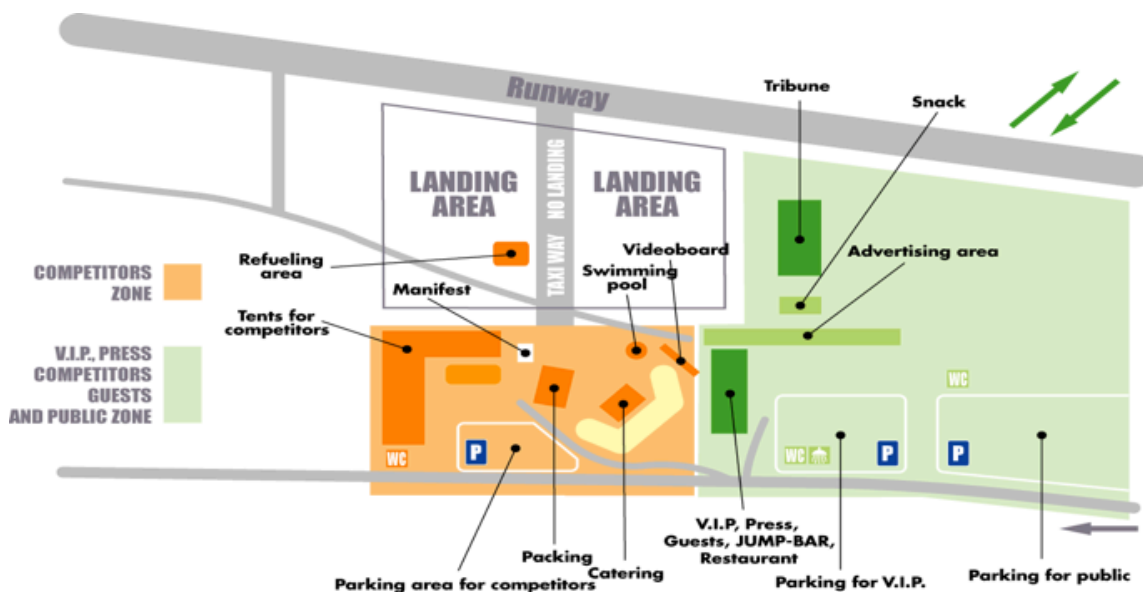 Runway
Tribune
Snack
LANDING
AREA
TAXI WAY NO LANDING
LANDING
AREA
Videoboard
Advertising area
Refueling
area
Swimming
pool
Manifest
COMPETITORS
ZONE
Tents for
competitors
V.I.P., PRESS
COMPETITORS
GUESTS
AND PUBLIC ZONE
WC
WC
P
WC
P
P
V.I.P, Press,
Guests, JUMP-BAR,
Restaurant
Packing
Catering
Parking area for competitors
Parking for V.I.P.
Parking for public